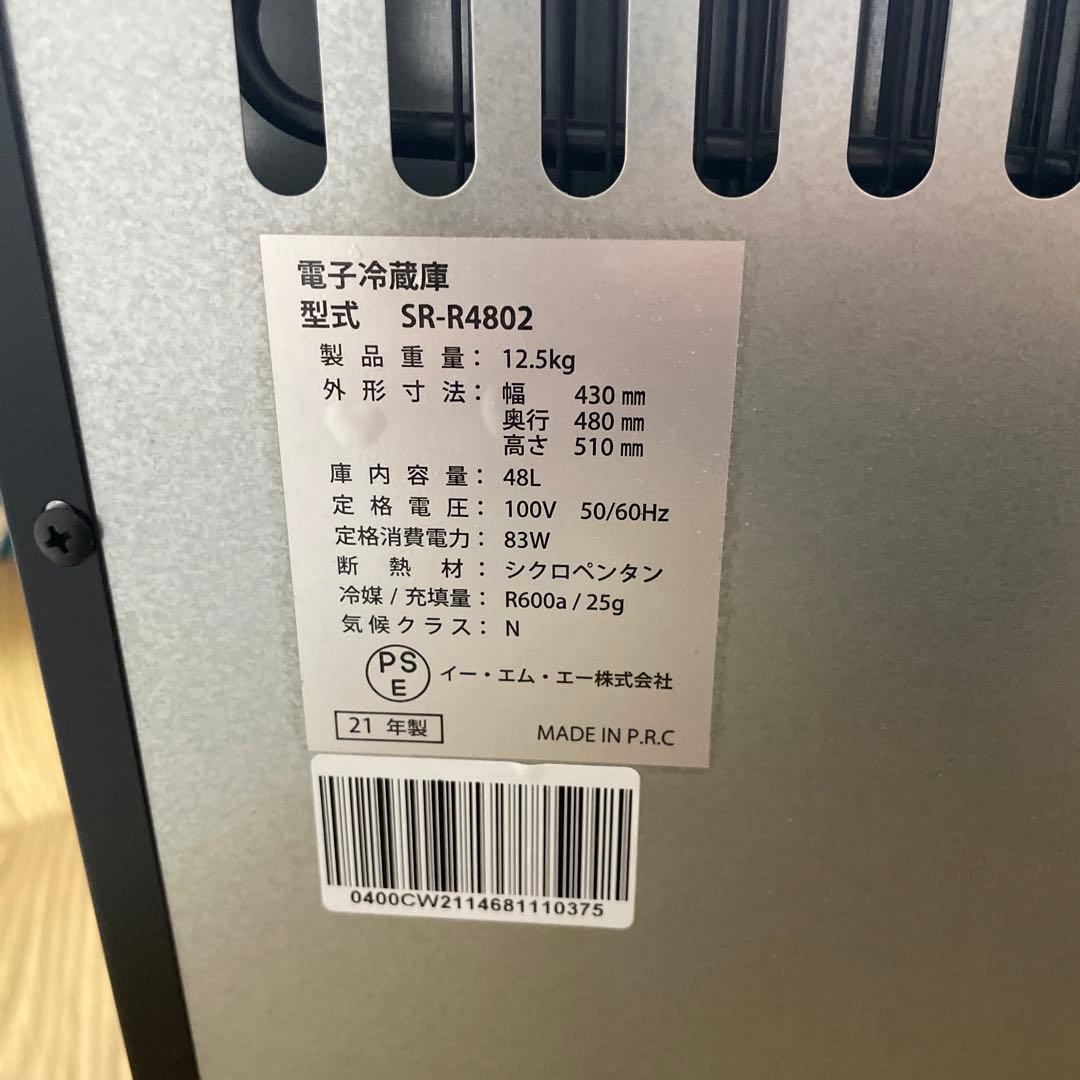 電子冷蔵庫
型式 SR-R4802
製品重量： 12.5kg
外形寸法： 幅 430㎜
奥行 480㎜
高さ 510㎜
庫内容量： 48L
定格電圧： 100V 50/60Hz
定格消費電力： 83W
断熱材： シクロペンタン
冷媒/充填量： R600a / 25g
気候クラス： N
PSE イー・エム・エー株式会社
21 年製 MADE IN P.R.C
0400CW2114681110375